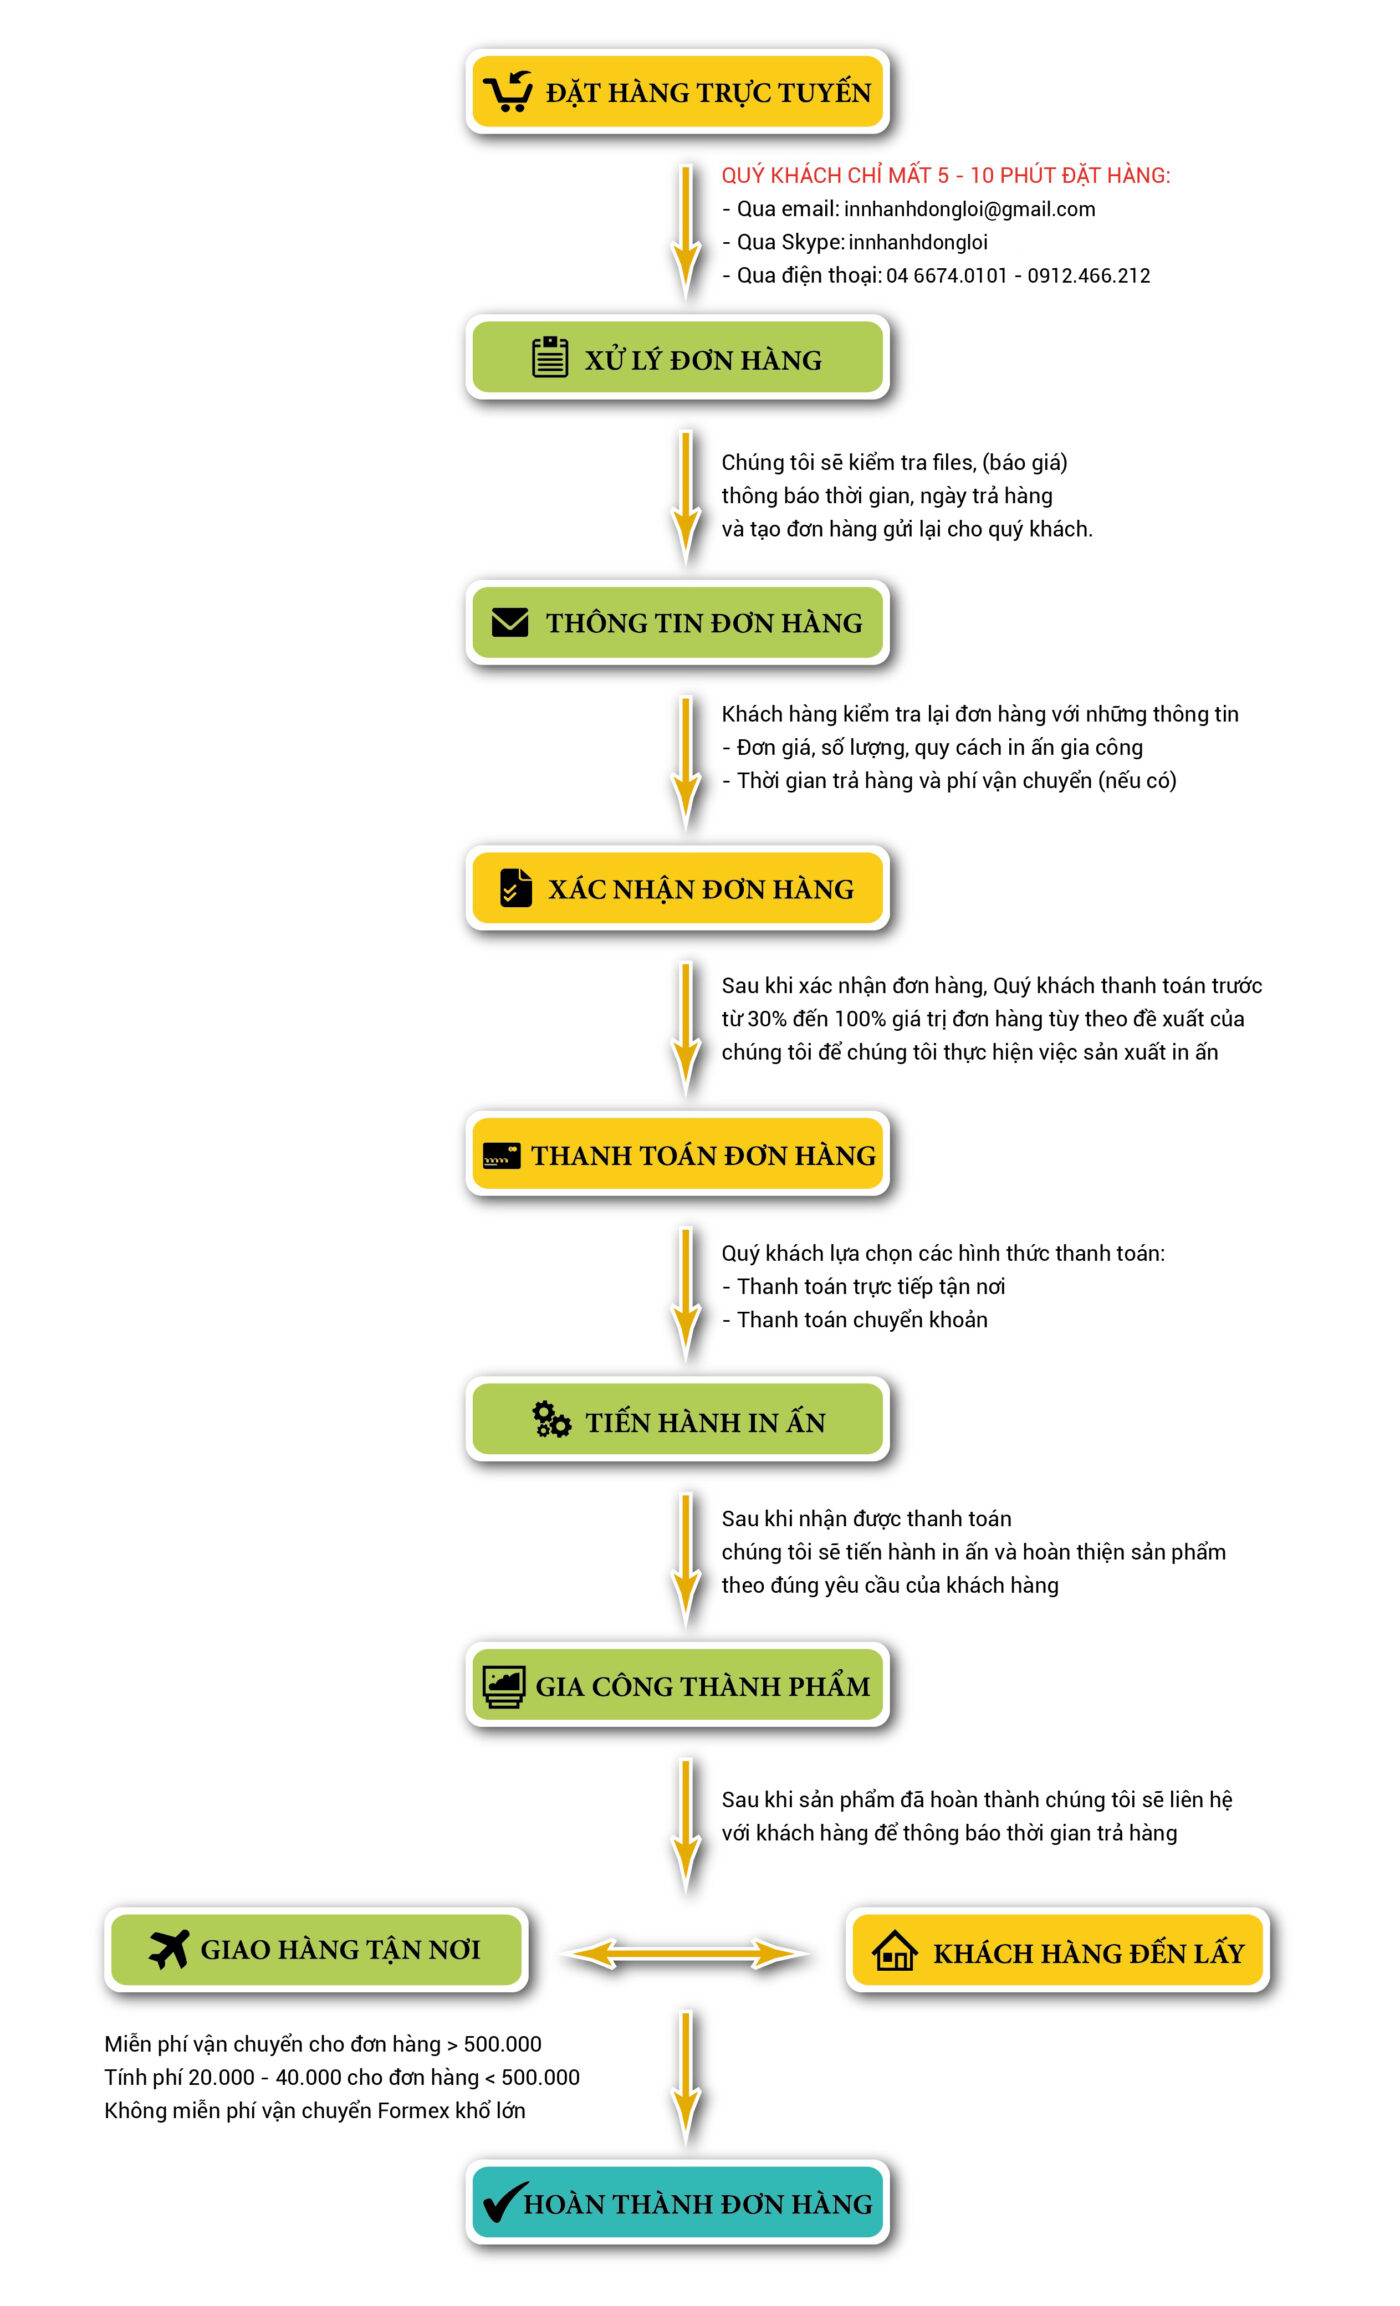 ĐẶT HÀNG TRỰC TUYẾN
QUÝ KHÁCH CHỈ MẤT 5 - 10 PHÚT ĐẶT HÀNG:
- Qua email: innhanhdongloi@gmail.com
- Qua Skype: innhanhdongloi
- Qua điện thoại: 04 6674.0101 - 0912.466.212
XỬ LÝ ĐƠN HÀNG
Chúng tôi sẽ kiểm tra files, (báo giá)
thông báo thời gian, ngày trả hàng
và tạo đơn hàng gửi lại cho quý khách.
THÔNG TIN ĐƠN HÀNG
Khách hàng kiểm tra lại đơn hàng với những thông tin
- Đơn giá, số lượng, quy cách in ấn gia công
- Thời gian trả hàng và phí vận chuyển (nếu có)
XÁC NHẬN ĐƠN HÀNG
Sau khi xác nhận đơn hàng, Quý khách thanh toán trước
từ 30% đến 100% giá trị đơn hàng tùy theo đề xuất của
chúng tôi để chúng tôi thực hiện việc sản xuất in ấn
THANH TOÁN ĐƠN HÀNG
Quý khách lựa chọn các hình thức thanh toán:
- Thanh toán trực tiếp tận nơi
- Thanh toán chuyển khoản
TIẾN HÀNH IN ẤN
Sau khi nhận được thanh toán
chúng tôi sẽ tiến hành in ấn và hoàn thiện sản phẩm
theo đúng yêu cầu của khách hàng
GIA CÔNG THÀNH PHẨM
Sau khi sản phẩm đã hoàn thành chúng tôi sẽ liên hệ
với khách hàng để thông báo thời gian trả hàng
GIAO HÀNG TẬN NƠI
KHÁCH HÀNG ĐẾN LẤY
Miễn phí vận chuyển cho đơn hàng > 500.000
Tính phí 20.000 - 40.000 cho đơn hàng < 500.000
Không miễn phí vận chuyển Formex khổ lớn
HOÀN THÀNH ĐƠN HÀNG